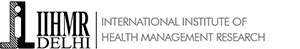 IIHMR
DELHI
INTERNATIONAL INSTITUTE OF
HEALTH MANAGEMENT RESEARCH